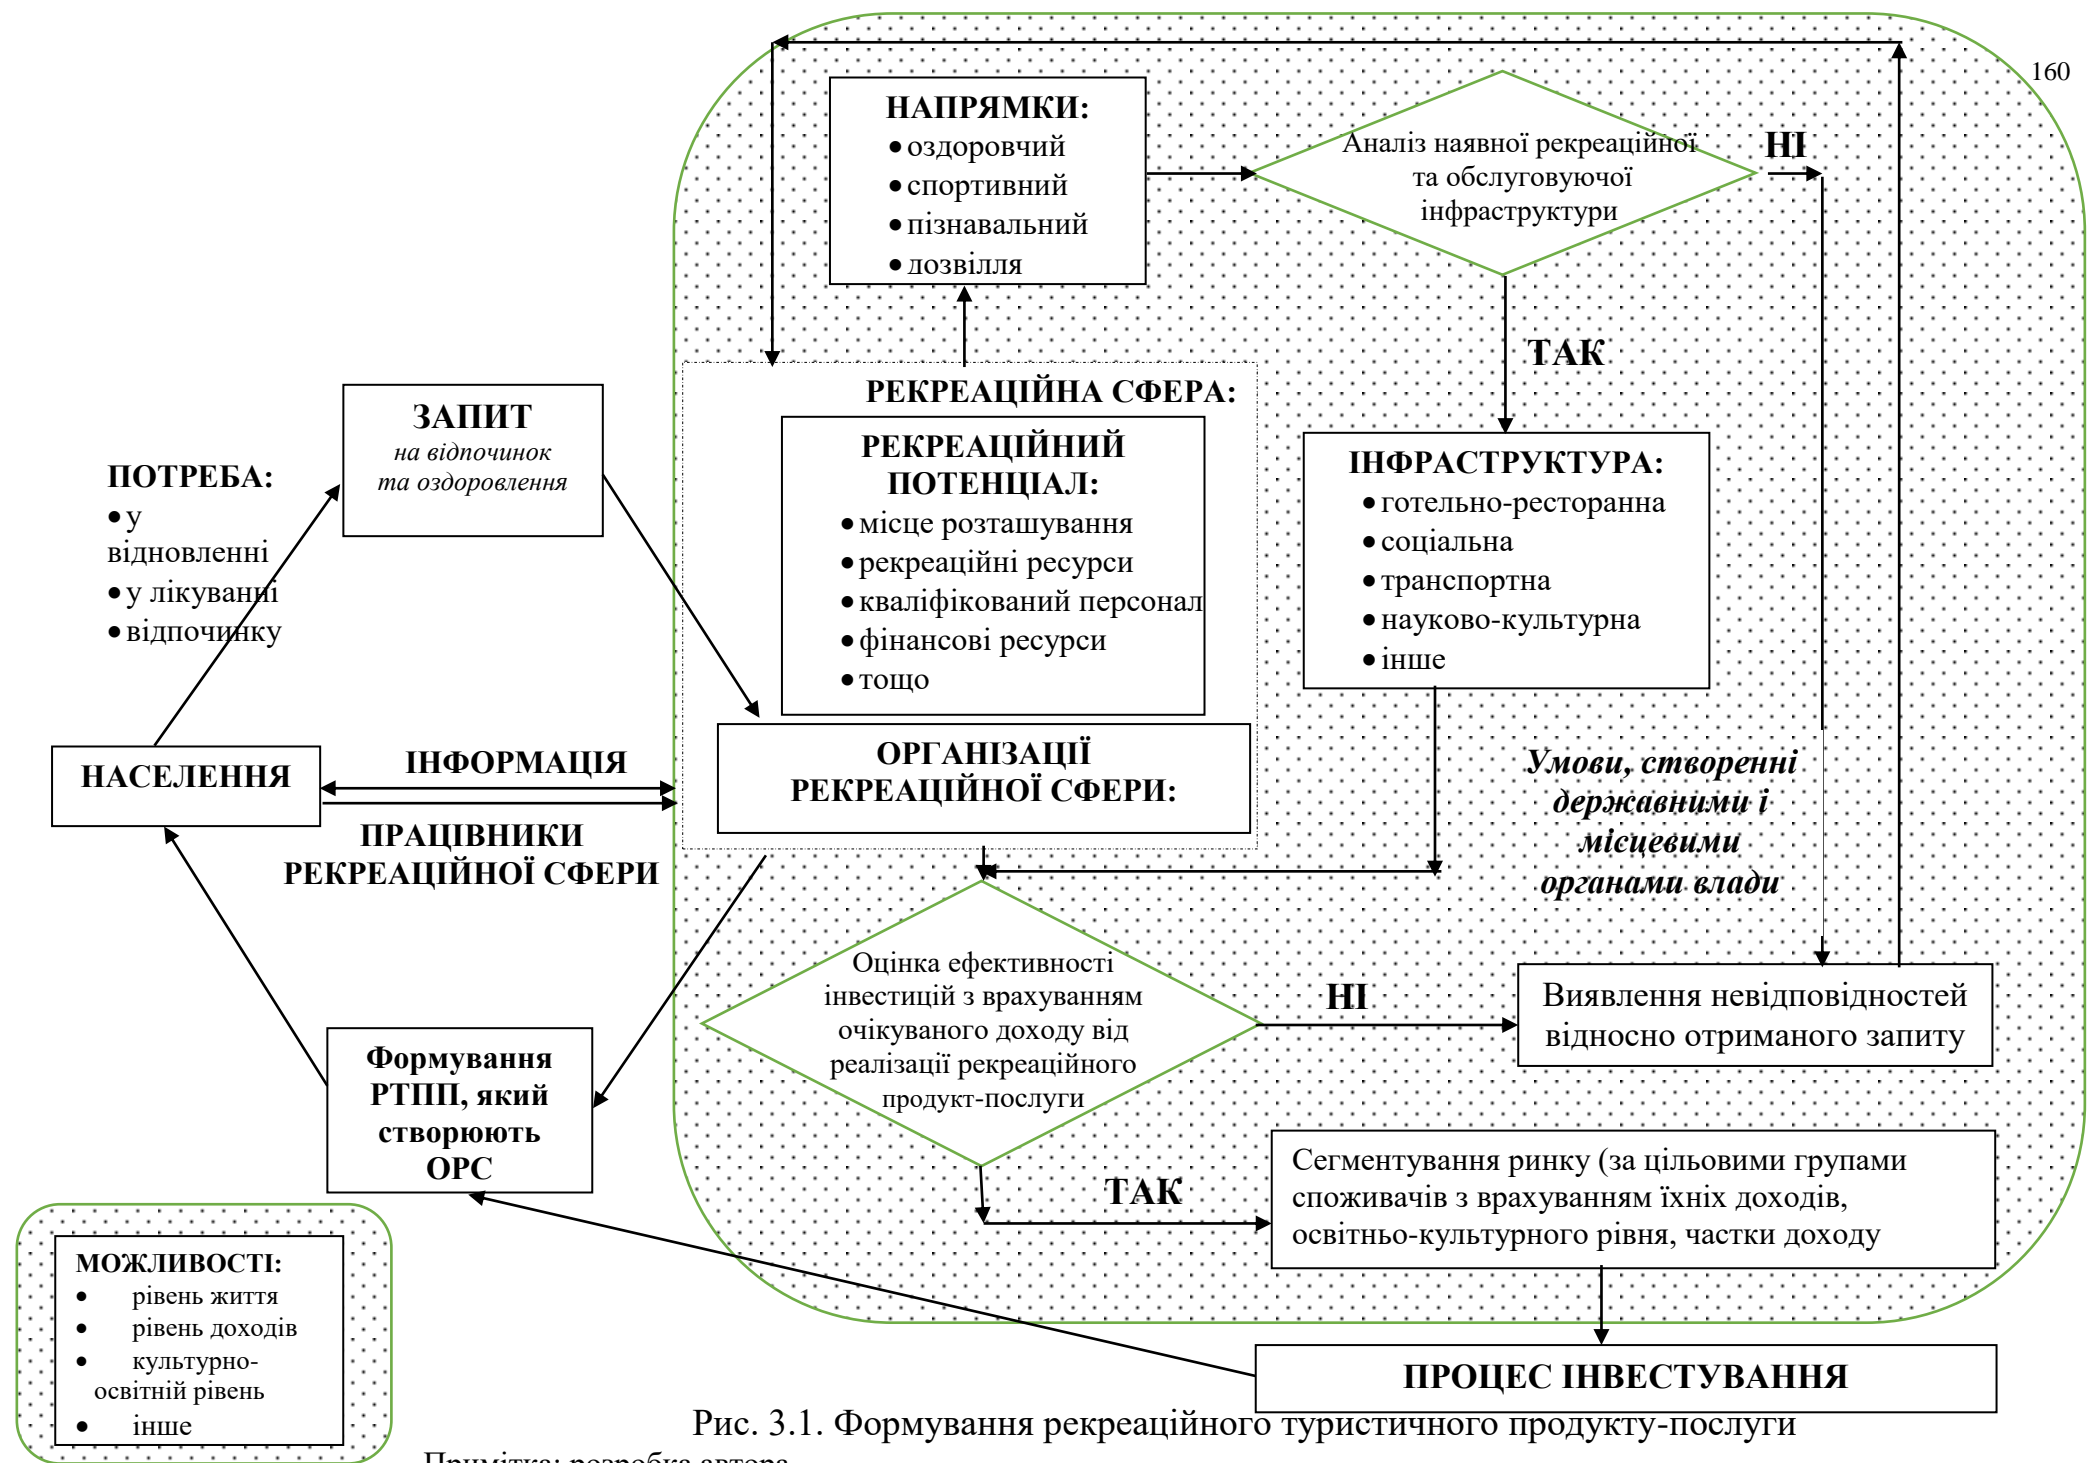 160
НАПРЯМКИ:
• оздоровчий
• спортивний
• пізнавальний
• дозвілля
Аналіз наявної рекреаційної
та обслуговуючої
інфраструктури
НІ
ТАК
ЗАПИТ
на відпочинок
та оздоровлення
ПОТРЕБА:
• у
відновленні
• у лікуванні
• відпочинку
РЕКРЕАЦІЙНА СФЕРА:
РЕКРЕАЦІЙНИЙ
ПОТЕНЦІАЛ:
• місце розташування
• рекреаційні ресурси
• кваліфікований персонал
• фінансові ресурси
• тощо
ІНФРАСТРУКТУРА:
• готельно-ресторанна
• соціальна
• транспортна
• науково-культурна
• інше
НАСЕЛЕННЯ
ІНФОРМАЦІЯ
ПРАЦІВНИКИ
РЕКРЕАЦІЙНОЇ СФЕРИ
ОРГАНІЗАЦІЇ
РЕКРЕАЦІЙНОЇ СФЕРИ:
Умови, створенні
державними і
місцевими
органами влади
Оцінка ефективності
інвестицій з врахуванням
очікуваного доходу від
реалізації рекреаційного
продукт-послуги
НІ
Виявлення невідповідностей
відносно отриманого запиту
Формування
РТПП, який
створюють
ОРС
ТАК
Сегментування ринку (за цільовими групами
споживачів з врахуванням їхніх доходів,
освітньо-культурного рівня, частки доходу
МОЖЛИВОСТІ:
• рівень життя
• рівень доходів
• культурно-
освітній рівень
• інше
ПРОЦЕС ІНВЕСТУВАННЯ
Рис. 3.1. Формування рекреаційного туристичного продукту-послуги
Примітка: розробка автора